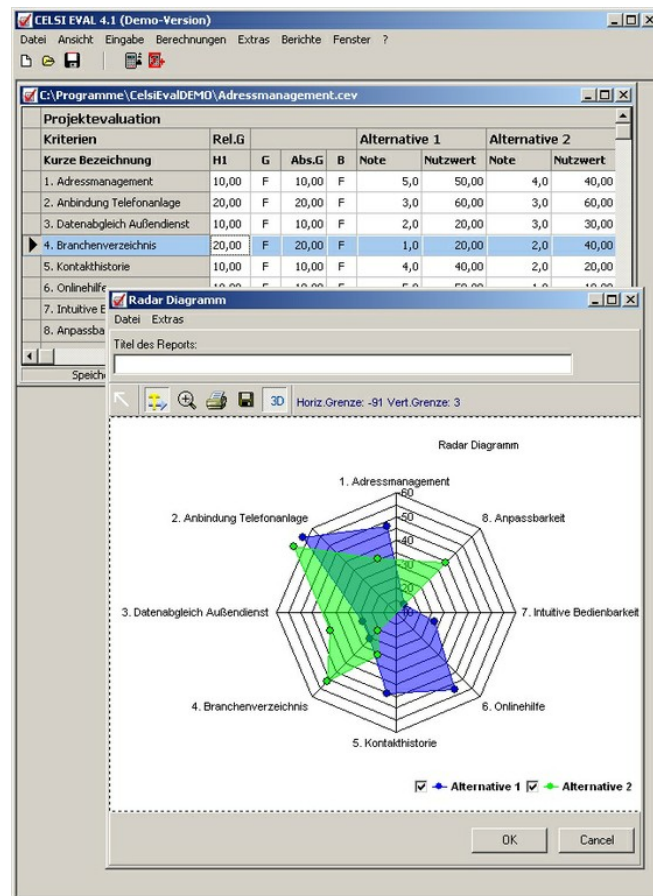 CELSI EVAL 4.1 (Demo-Version)
Datei Ansicht Eingabe Berechnungen Extras Berichte Fenster ?
C:\Programme\CelsiEvalDEMO\Adressmanagement.cev
Projektevaluation
Kriterien Rel.G Alternative 1 Alternative 2
Kurze Bezeichnung H1 G Abs.G B Note Nutzwert Note Nutzwert
1. Adressmanagement 10,00 F 10,00 F 5,0 50,00 4,0 40,00
2. Anbindung Telefonanlage 20,00 F 20,00 F 3,0 60,00 3,0 60,00
3. Datenabgleich Außendienst 10,00 F 10,00 F 2,0 20,00 3,0 30,00
4. Branchenverzeichnis 20,00 F 20,00 F 1,0 20,00 2,0 40,00
5. Kontakthistorie 10,00 F 10,00 F 4,0 40,00 2,0 20,00
6. Onlinehilfe
7. Intuitive
8. Anpassba
Speich
Radar Diagramm
Datei Extras
Titel des Reports:
3D Horiz.Grenze: -91 Vert.Grenze: 3
Radar Diagramm
1. Adressmanagement
60
2. Anbindung Telefonanlage 50 8. Anpassbarkeit
40
30
20
3. Datenabgleich Außendienst 7. Intuitive Bedienbarkeit
4. Branchenverzeichnis 6. Onlinehilfe
5. Kontakthistorie
Alternative 1 Alternative 2
OK Cancel